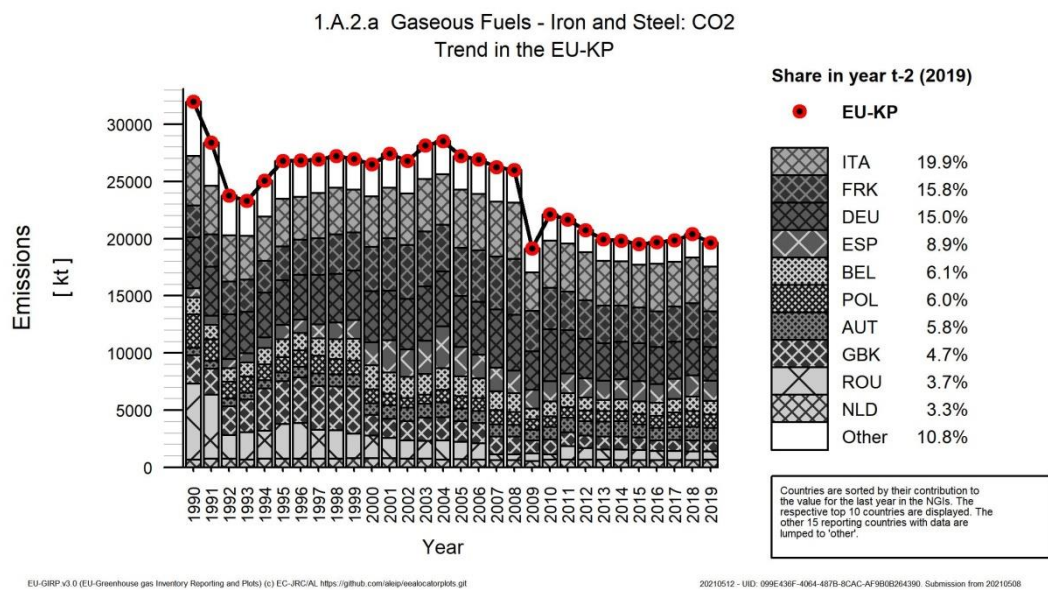 1.A.2.a Gaseous Fuels - Iron and Steel: CO2
Trend in the EU-KP
Share in year t-2 (2019)
EU-KP
ITA 19.9%
FRK 15.8%
DEU 15.0%
ESP 8.9%
BEL 6.1%
POL 6.0%
AUT 5.8%
GBK 4.7%
ROU 3.7%
NLD 3.3%
Other 10.8%
Emissions
[ kt ]
30000
25000
20000
15000
10000
5000
0
1990 1991 1992 1993 1994 1995 1996 1997 1998 1999 2000 2001 2002 2003 2004 2005 2006 2007 2008 2009 2010 2011 2012 2013 2014 2015 2016 2017 2018 2019
Year
Countries are sorted by their contribution to
the value for the last year in the NGIs. The
respective top 10 countries are displayed. The
other 15 reporting countries with data are
lumped to 'other'.
EU-GIRP.v3.0 (EU-Greenhouse gas Inventory Reporting and Plots) (c) EC-JRC/AL https://github.com/aleip/eealocatorplots.git
20210512 - UID: 099E436F-4064-487B-8CAC-AF9B0B264390. Submission from 20210508